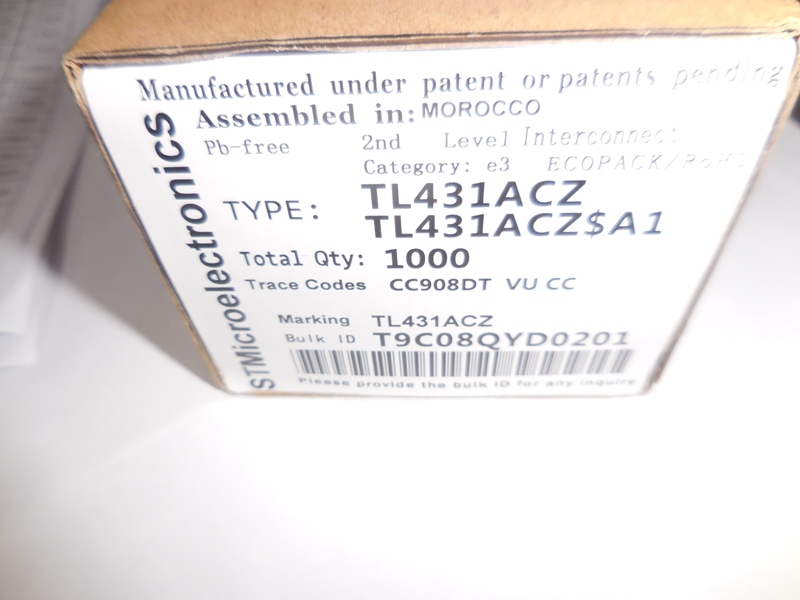 Manufactured under patent or patents pending
Assembled in: MOROCCO
Pb-free 2nd Level Interconnect
Category: e3 ECOPACK/RoHS
STMicroelectronics
TYPE: TL431ACZ
TL431ACZ$A1
Total Qty: 1000
Trace Codes CC908DT VU CC
Marking TL431ACZ
Bulk ID T9C08QYD0201
Please provide the bulk ID for any inquiry